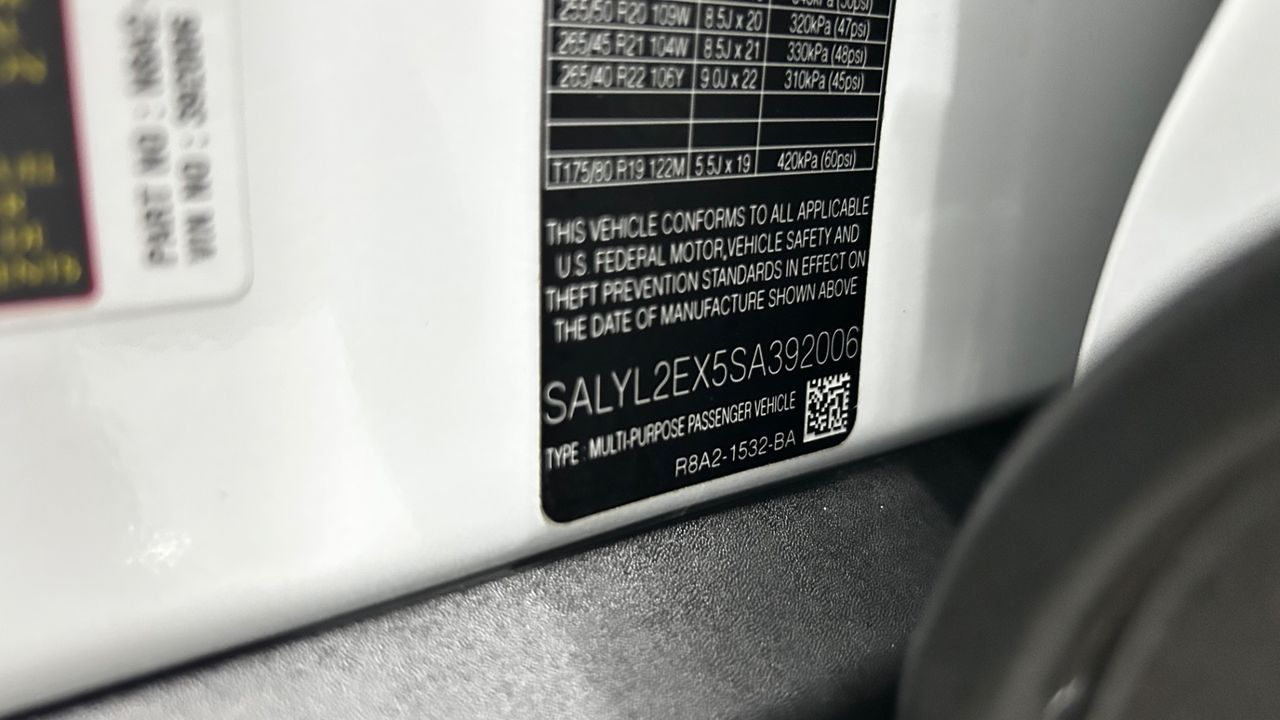 PART NO :
VIN NO : 392006
255/50 R20 109W 8.5J x 20 320kPa (47psi)
265/45 R21 104W 8.5J x 21 330kPa (48psi)
265/40 R22 106Y 9.0J x 22 310kPa (45psi)
T175/80 R19 122M 5.5J x 19 420kPa (60psi)
THIS VEHICLE CONFORMS TO ALL APPLICABLE
U.S. FEDERAL MOTOR,VEHICLE SAFETY AND
THEFT PREVENTION STANDARDS IN EFFECT ON
THE DATE OF MANUFACTURE SHOWN ABOVE
SALYL2EX5SA392006
TYPE : MULTI-PURPOSE PASSENGER VEHICLE
R8A2-1532-BA